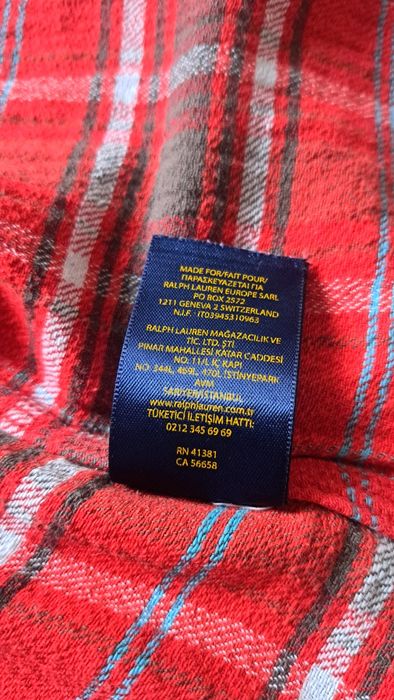 MADE FOR/FAIT POUR/
ΠΑΡΑΣΚΕΥΑΖΕΤΑΙ ΓΙΑ
RALPH LAUREN EUROPE SARL
PO BOX 2572
1211 GENEVA 2 SWITZERLAND
N.I.F. · IT03945310963
RALPH LAUREN MAĞAZACILIK VE
TİC. LTD. ŞTİ
PINAR MAHALLESİ KATAR CADDESİ
NO. 11/1 İÇ KAPI
NO. 344L, 469L, 470L İSTİNYEPARK
AVM
SARIYER/İSTANBUL
www.ralphlauren.com.tr
TÜKETİCİ İLETİŞİM HATTI:
0212 345 69 69
RN 41381
CA 56658